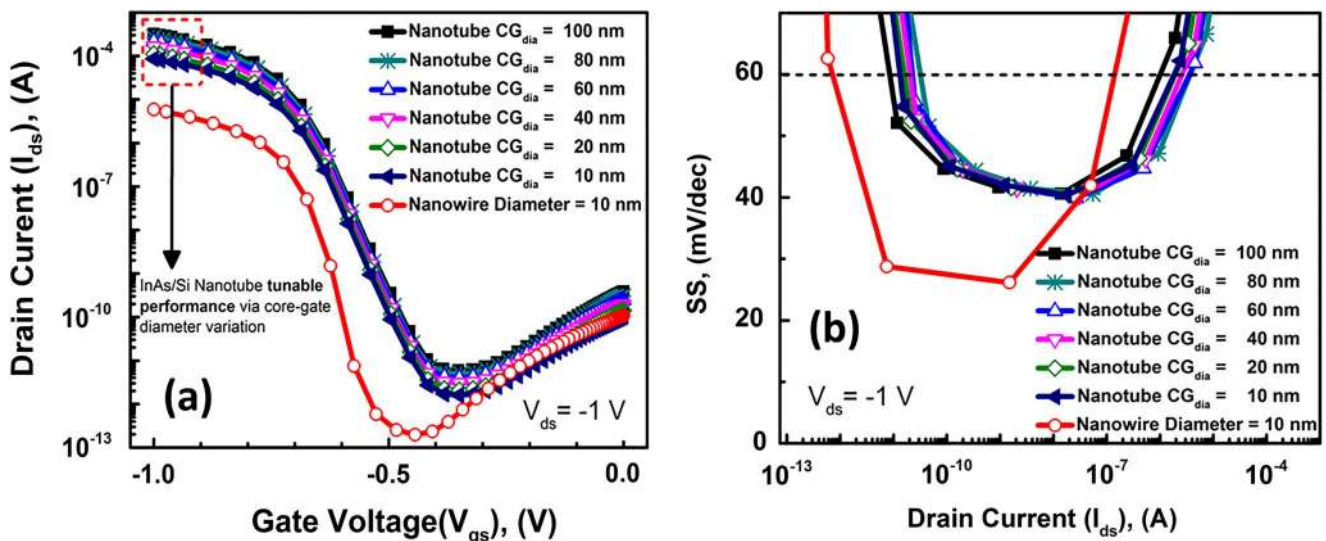 Drain Curent (I_ds), (A)
10^-4
10^-7
10^-10
10^-13
Nanotube CG_dia = 100 nm
Nanotube CG_dia = 80 nm
Nanotube CG_dia = 60 nm
Nanotube CG_dia = 40 nm
Nanotube CG_dia = 20 nm
Nanotube CG_dia = 10 nm
Nanowire Diameter = 10 nm
InAs/Si Nanotube tunable
performance via core-gate
diameter variation
(a)
V_ds = -1 V
-1.0
-0.5
0.0
Gate Voltage(V_gs), (V)
SS, (mV/dec)
60
40
20
0
Nanotube CG_dia = 100 nm
Nanotube CG_dia = 80 nm
Nanotube CG_dia = 60 nm
Nanotube CG_dia = 40 nm
Nanotube CG_dia = 20 nm
Nanotube CG_dia = 10 nm
Nanowire Diameter = 10 nm
(b)
V_ds = -1 V
10^-13
10^-10
10^-7
10^-4
Drain Current (I_ds), (A)